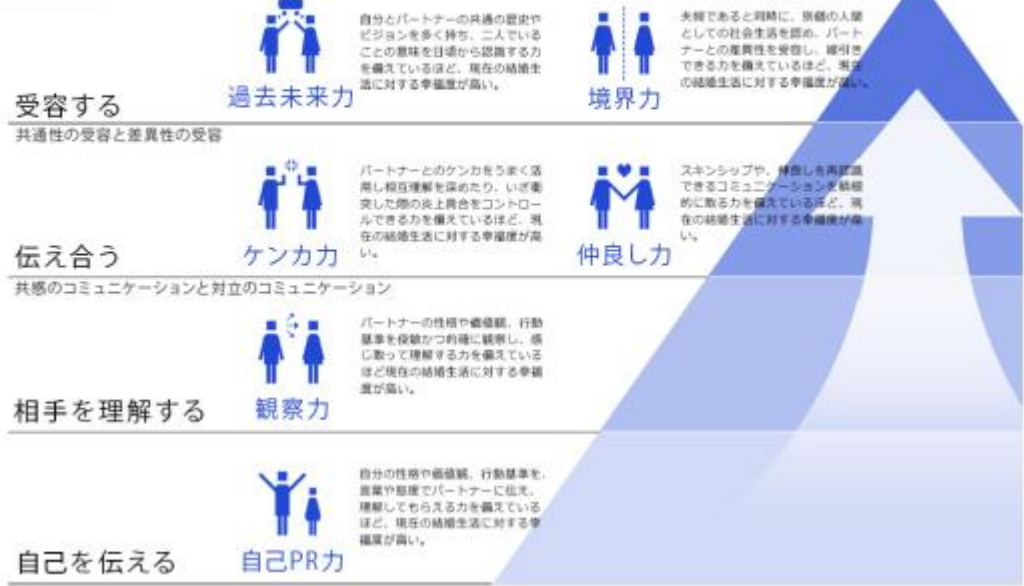 自分とパートナーの共通の歴史や
ビジョンを多く持ち、二人でいる
ことの意味を日頃から認識する力
を備えているほど、現在の結婚生
活に対する幸福度が高い。
過去未来力
夫婦であると同時に、別個の人間
としての社会生活を認め、パート
ナーとの差異性を受容し、線引き
できる力を備えているほど、現在
の結婚生活に対する幸福度が高い。
境界力
受容する
共通性の受容と差異性の受容
パートナーとのケンカをうまく活
用し相互理解を深めたり、いざ衝
突した際の炎上具合をコントロー
ルできる力を備えているほど、現
在の結婚生活に対する幸福度が高
い。
ケンカ力
スキンシップや、仲良しを再認識
できるコミュニケーションを積極
的に取る力を備えているほど、現
在の結婚生活に対する幸福度が高
い。
仲良し力
伝え合う
共感のコミュニケーションと対立のコミュニケーション
パートナーの性格や価値観、行動
基準を俊敏かつ的確に観察し、感
じ取って理解する力を備えている
ほど現在の結婚生活に対する幸福
度が高い。
観察力
相手を理解する
自分の性格や価値観、行動基準を、
言葉や態度でパートナーに伝え、
理解してもらえる力を備えている
ほど、現在の結婚生活に対する幸
福度が高い。
自己PR力
自己を伝える